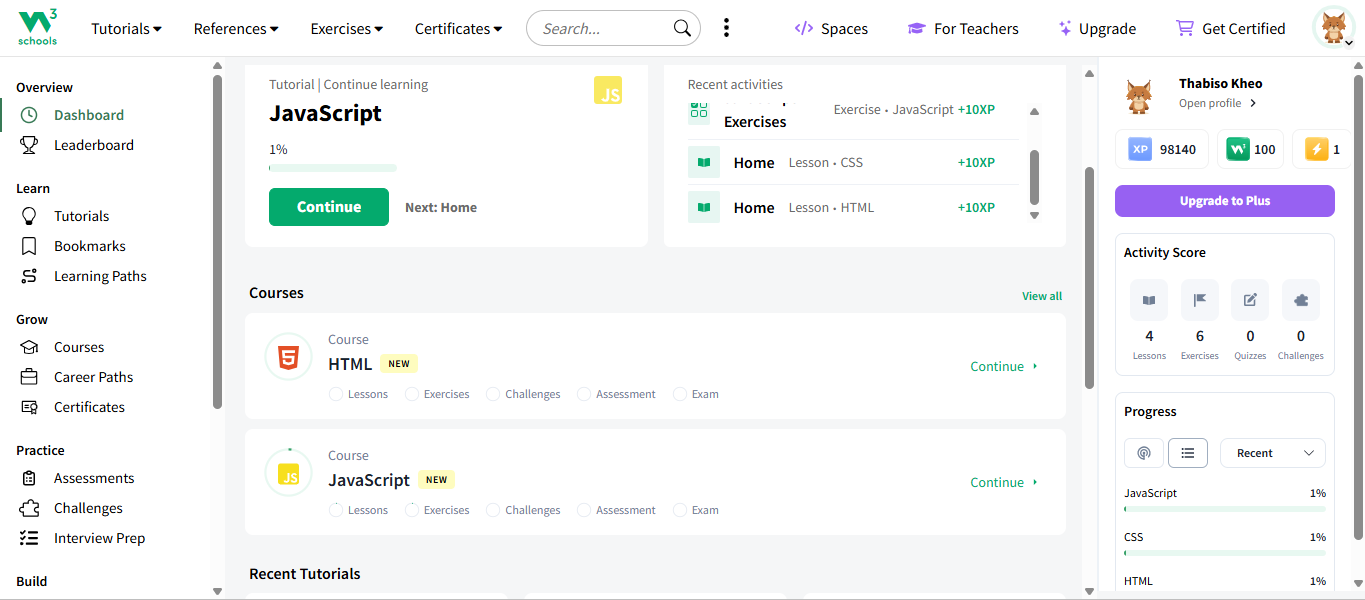 3
schools
Tutorials
References
Exercises
Certificates
Search...
Spaces
For Teachers
Upgrade
Get Certified
Overview
Dashboard
Leaderboard
Learn
Tutorials
Bookmarks
Learning Paths
Grow
Courses
Career Paths
Certificates
Practice
Assessments
Challenges
Interview Prep
Build
Tutorial | Continue learning
JS
JavaScript
1%
Continue
Next: Home
Recent activities
Exercises
Exercise • JavaScript
+10XP
Home
Lesson • CSS
+10XP
Home
Lesson • HTML
+10XP
Courses
View all
5
Course
HTML
NEW
Lessons
Exercises
Challenges
Assessment
Exam
Continue
JS
Course
JavaScript
NEW
Lessons
Exercises
Challenges
Assessment
Exam
Continue
Recent Tutorials
Thabiso Kheo
Open profile
XP
98140
100
1
Upgrade to Plus
Activity Score
4
Lessons
6
Exercises
0
Quizzes
0
Challenges
Progress
Recent
JavaScript
1%
CSS
1%
HTML
1%